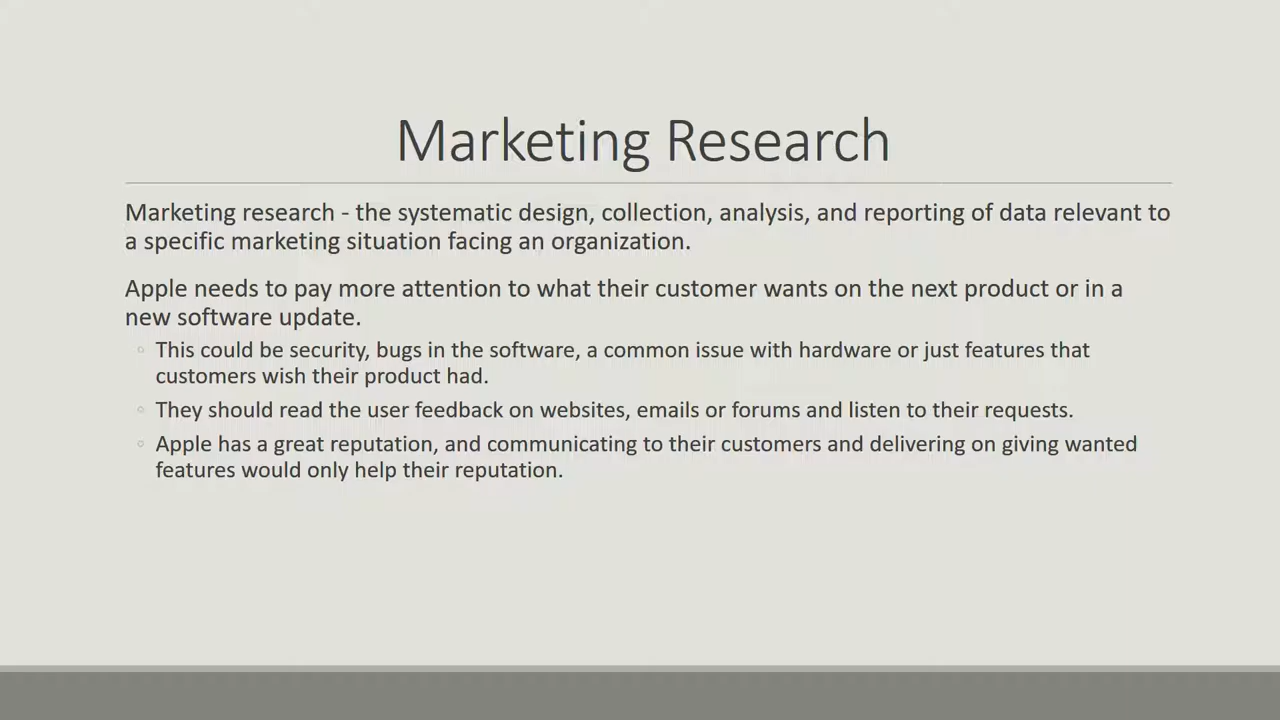 Marketing Research
Marketing research - the systematic design, collection, analysis, and reporting of data relevant to
a specific marketing situation facing an organization.
Apple needs to pay more attention to what their customer wants on the next product or in a
new software update.
◦ This could be security, bugs in the software, a common issue with hardware or just features that
customers wish their product had.
◦ They should read the user feedback on websites, emails or forums and listen to their requests.
◦ Apple has a great reputation, and communicating to their customers and delivering on giving wanted
features would only help their reputation.